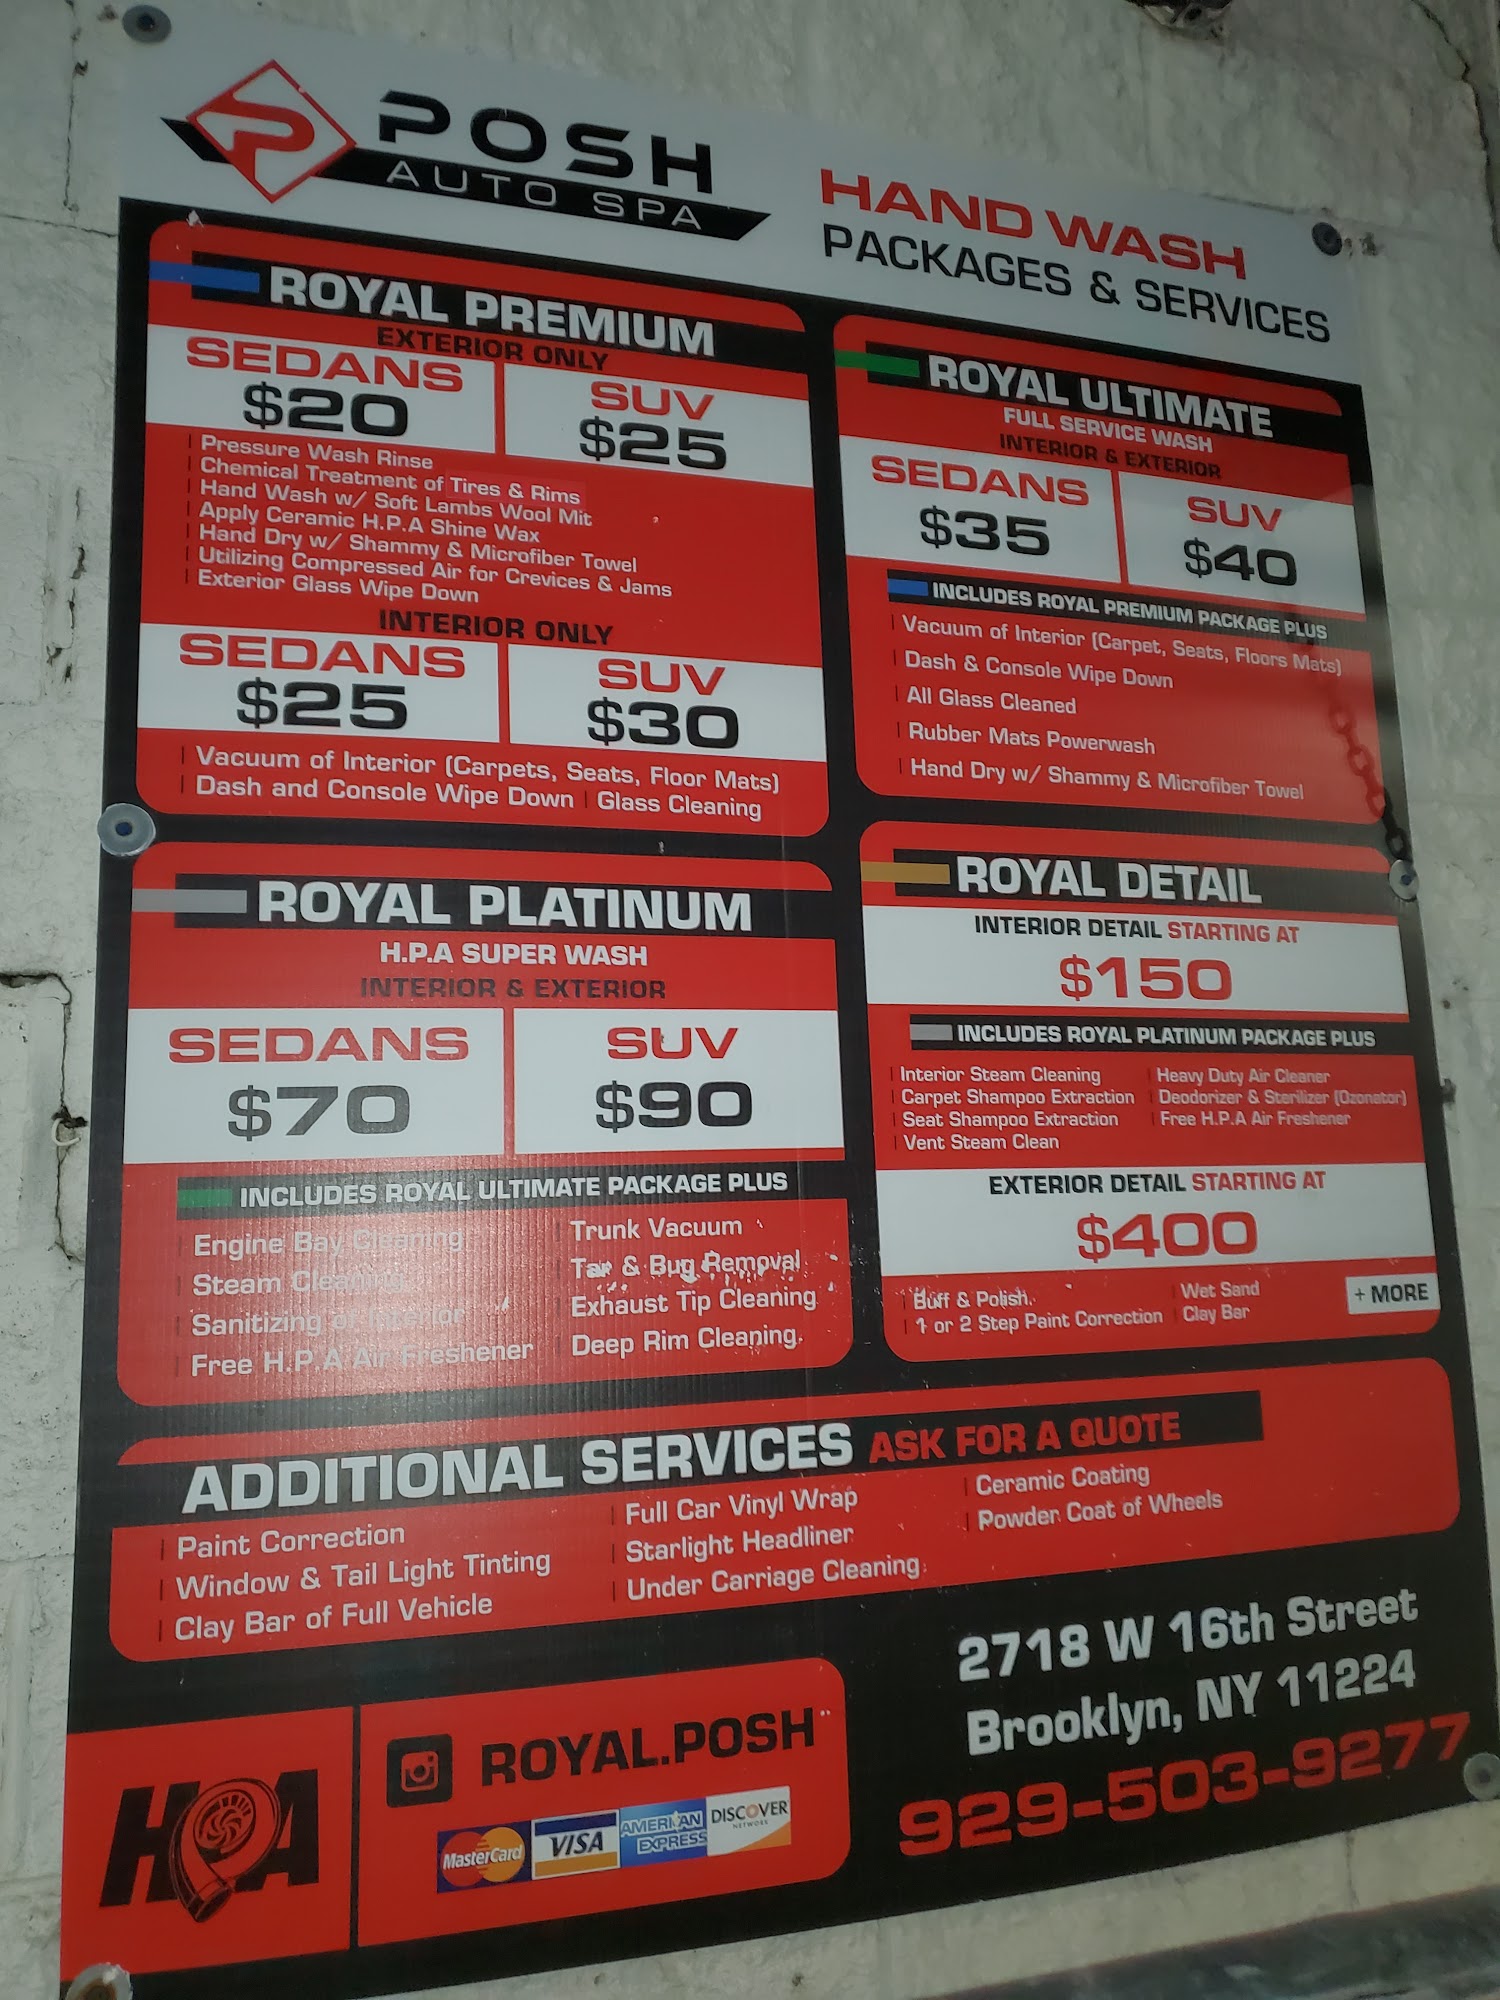 POSH
AUTO SPA
HAND WASH
PACKAGES & SERVICES
ROYAL PREMIUM
EXTERIOR ONLY
SEDANS
$20
SUV
$25
Pressure Wash Rinse
Chemical Treatment of Tires & Rims
Hand Wash w/ Soft Lambs Wool Mit
Apply Ceramic H.P.A Shine Wax
Hand Dry w/ Shammy & Microfiber Towel
Utilizing Compressed Air for Crevices & Jams
Exterior Glass Wipe Down
INTERIOR ONLY
SEDANS
$25
SUV
$30
Vacuum of Interior (Carpets, Seats, Floor Mats)
Dash and Console Wipe Down | Glass Cleaning
ROYAL ULTIMATE
FULL SERVICE WASH
INTERIOR & EXTERIOR
SEDANS
$35
SUV
$40
INCLUDES ROYAL PREMIUM PACKAGE PLUS
Vacuum of Interior (Carpet, Seats, Floors Mats)
Dash & Console Wipe Down
All Glass Cleaned
Rubber Mats Powerwash
Hand Dry w/ Shammy & Microfiber Towel
ROYAL PLATINUM
H.P.A SUPER WASH
INTERIOR & EXTERIOR
SEDANS
$70
SUV
$90
INCLUDES ROYAL ULTIMATE PACKAGE PLUS
Engine Bay Cleaning
Steam Cleaning
Sanitizing of Interior
Free H.P.A Air Freshener
Trunk Vacuum
Tar & Bug Removal
Exhaust Tip Cleaning
Deep Rim Cleaning
ROYAL DETAIL
INTERIOR DETAIL STARTING AT
$150
INCLUDES ROYAL PLATINUM PACKAGE PLUS
Interior Steam Cleaning
Carpet Shampoo Extraction
Seat Shampoo Extraction
Vent Steam Clean
Heavy Duty Air Cleaner
Deodorizer & Sterilizer (Ozonator)
Free H.P.A Air Freshener
EXTERIOR DETAIL STARTING AT
$400
Buff & Polish
1 or 2 Step Paint Correction
Wet Sand
Clay Bar
+ MORE
ADDITIONAL SERVICES ASK FOR A QUOTE
Paint Correction
Window & Tail Light Tinting
Clay Bar of Full Vehicle
Full Car Vinyl Wrap
Starlight Headliner
Under Carriage Cleaning
Ceramic Coating
Powder Coat of Wheels
2718 W 16th Street
Brooklyn, NY 11224
929-503-9277
HPA
ROYAL.POSH
MasterCard
VISA
AMERICAN
EXPRESS
DISCOVER
NETWORK